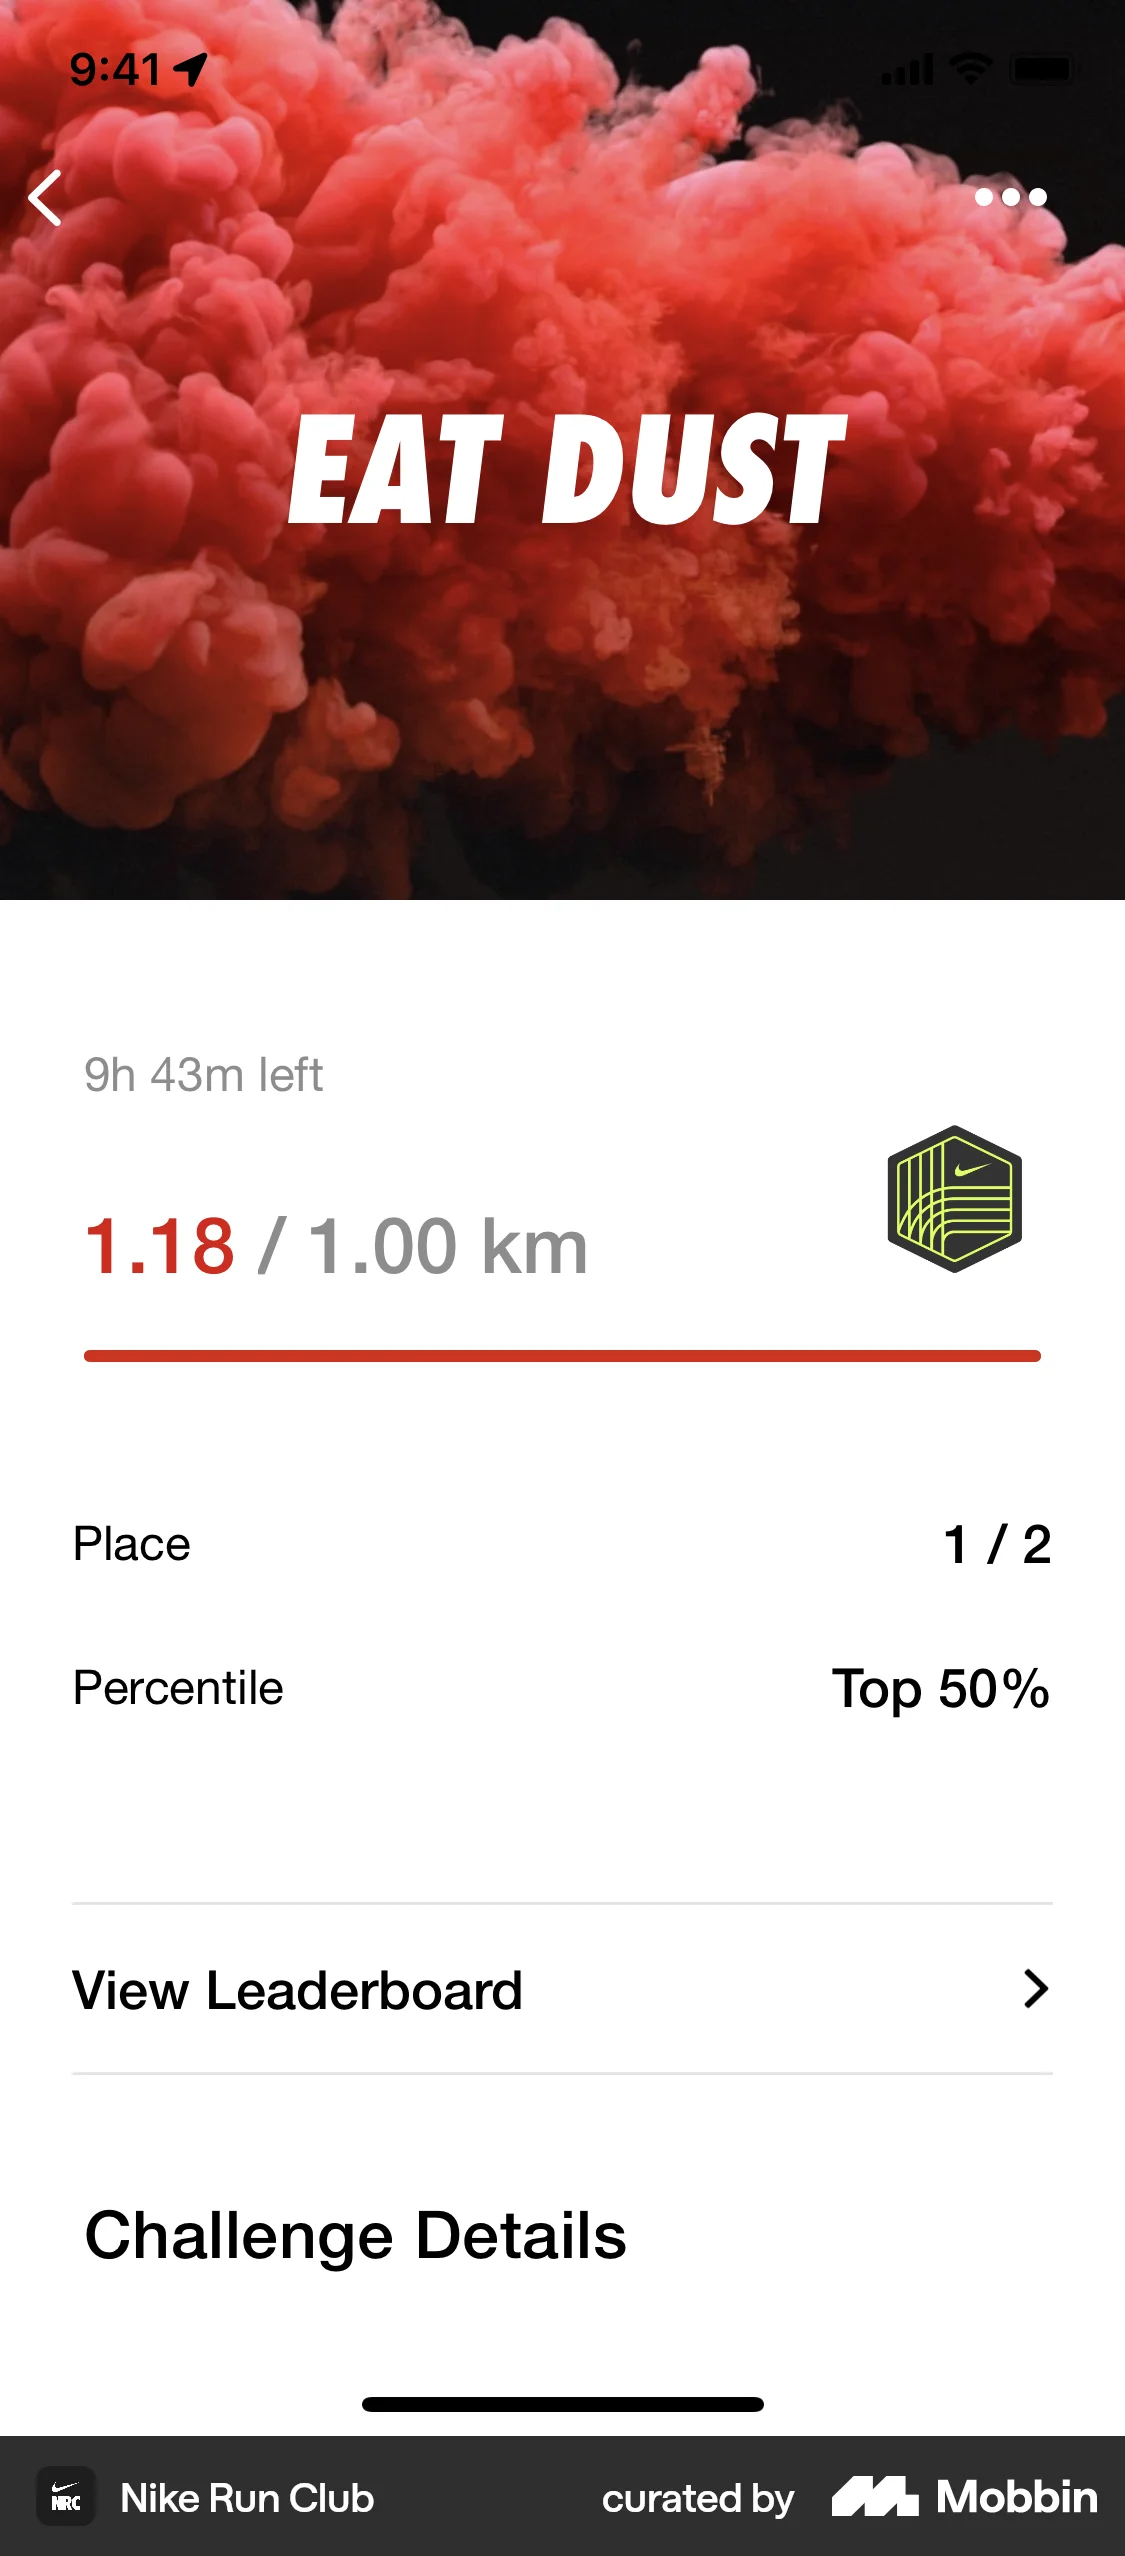 9:41
EAT DUST
9h 43m left
1.18 / 1.00 km
Place 1 / 2
Percentile Top 50%
View Leaderboard
Challenge Details
NRC Nike Run Club curated by Mobbin